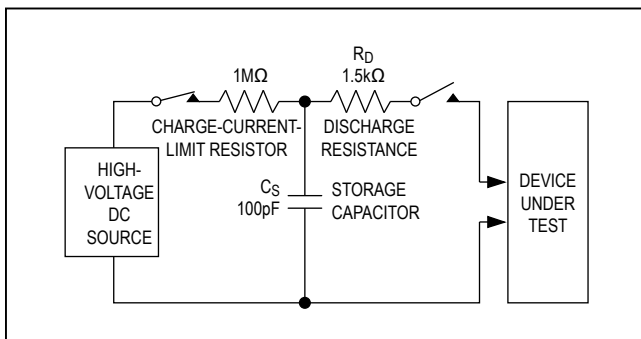 R_D
1MΩ
1.5kΩ
CHARGE-CURRENT-
LIMIT RESISTOR
DISCHARGE
RESISTANCE
HIGH-
VOLTAGE
DC
SOURCE
C_S
100pF
STORAGE
CAPACITOR
DEVICE
UNDER
TEST